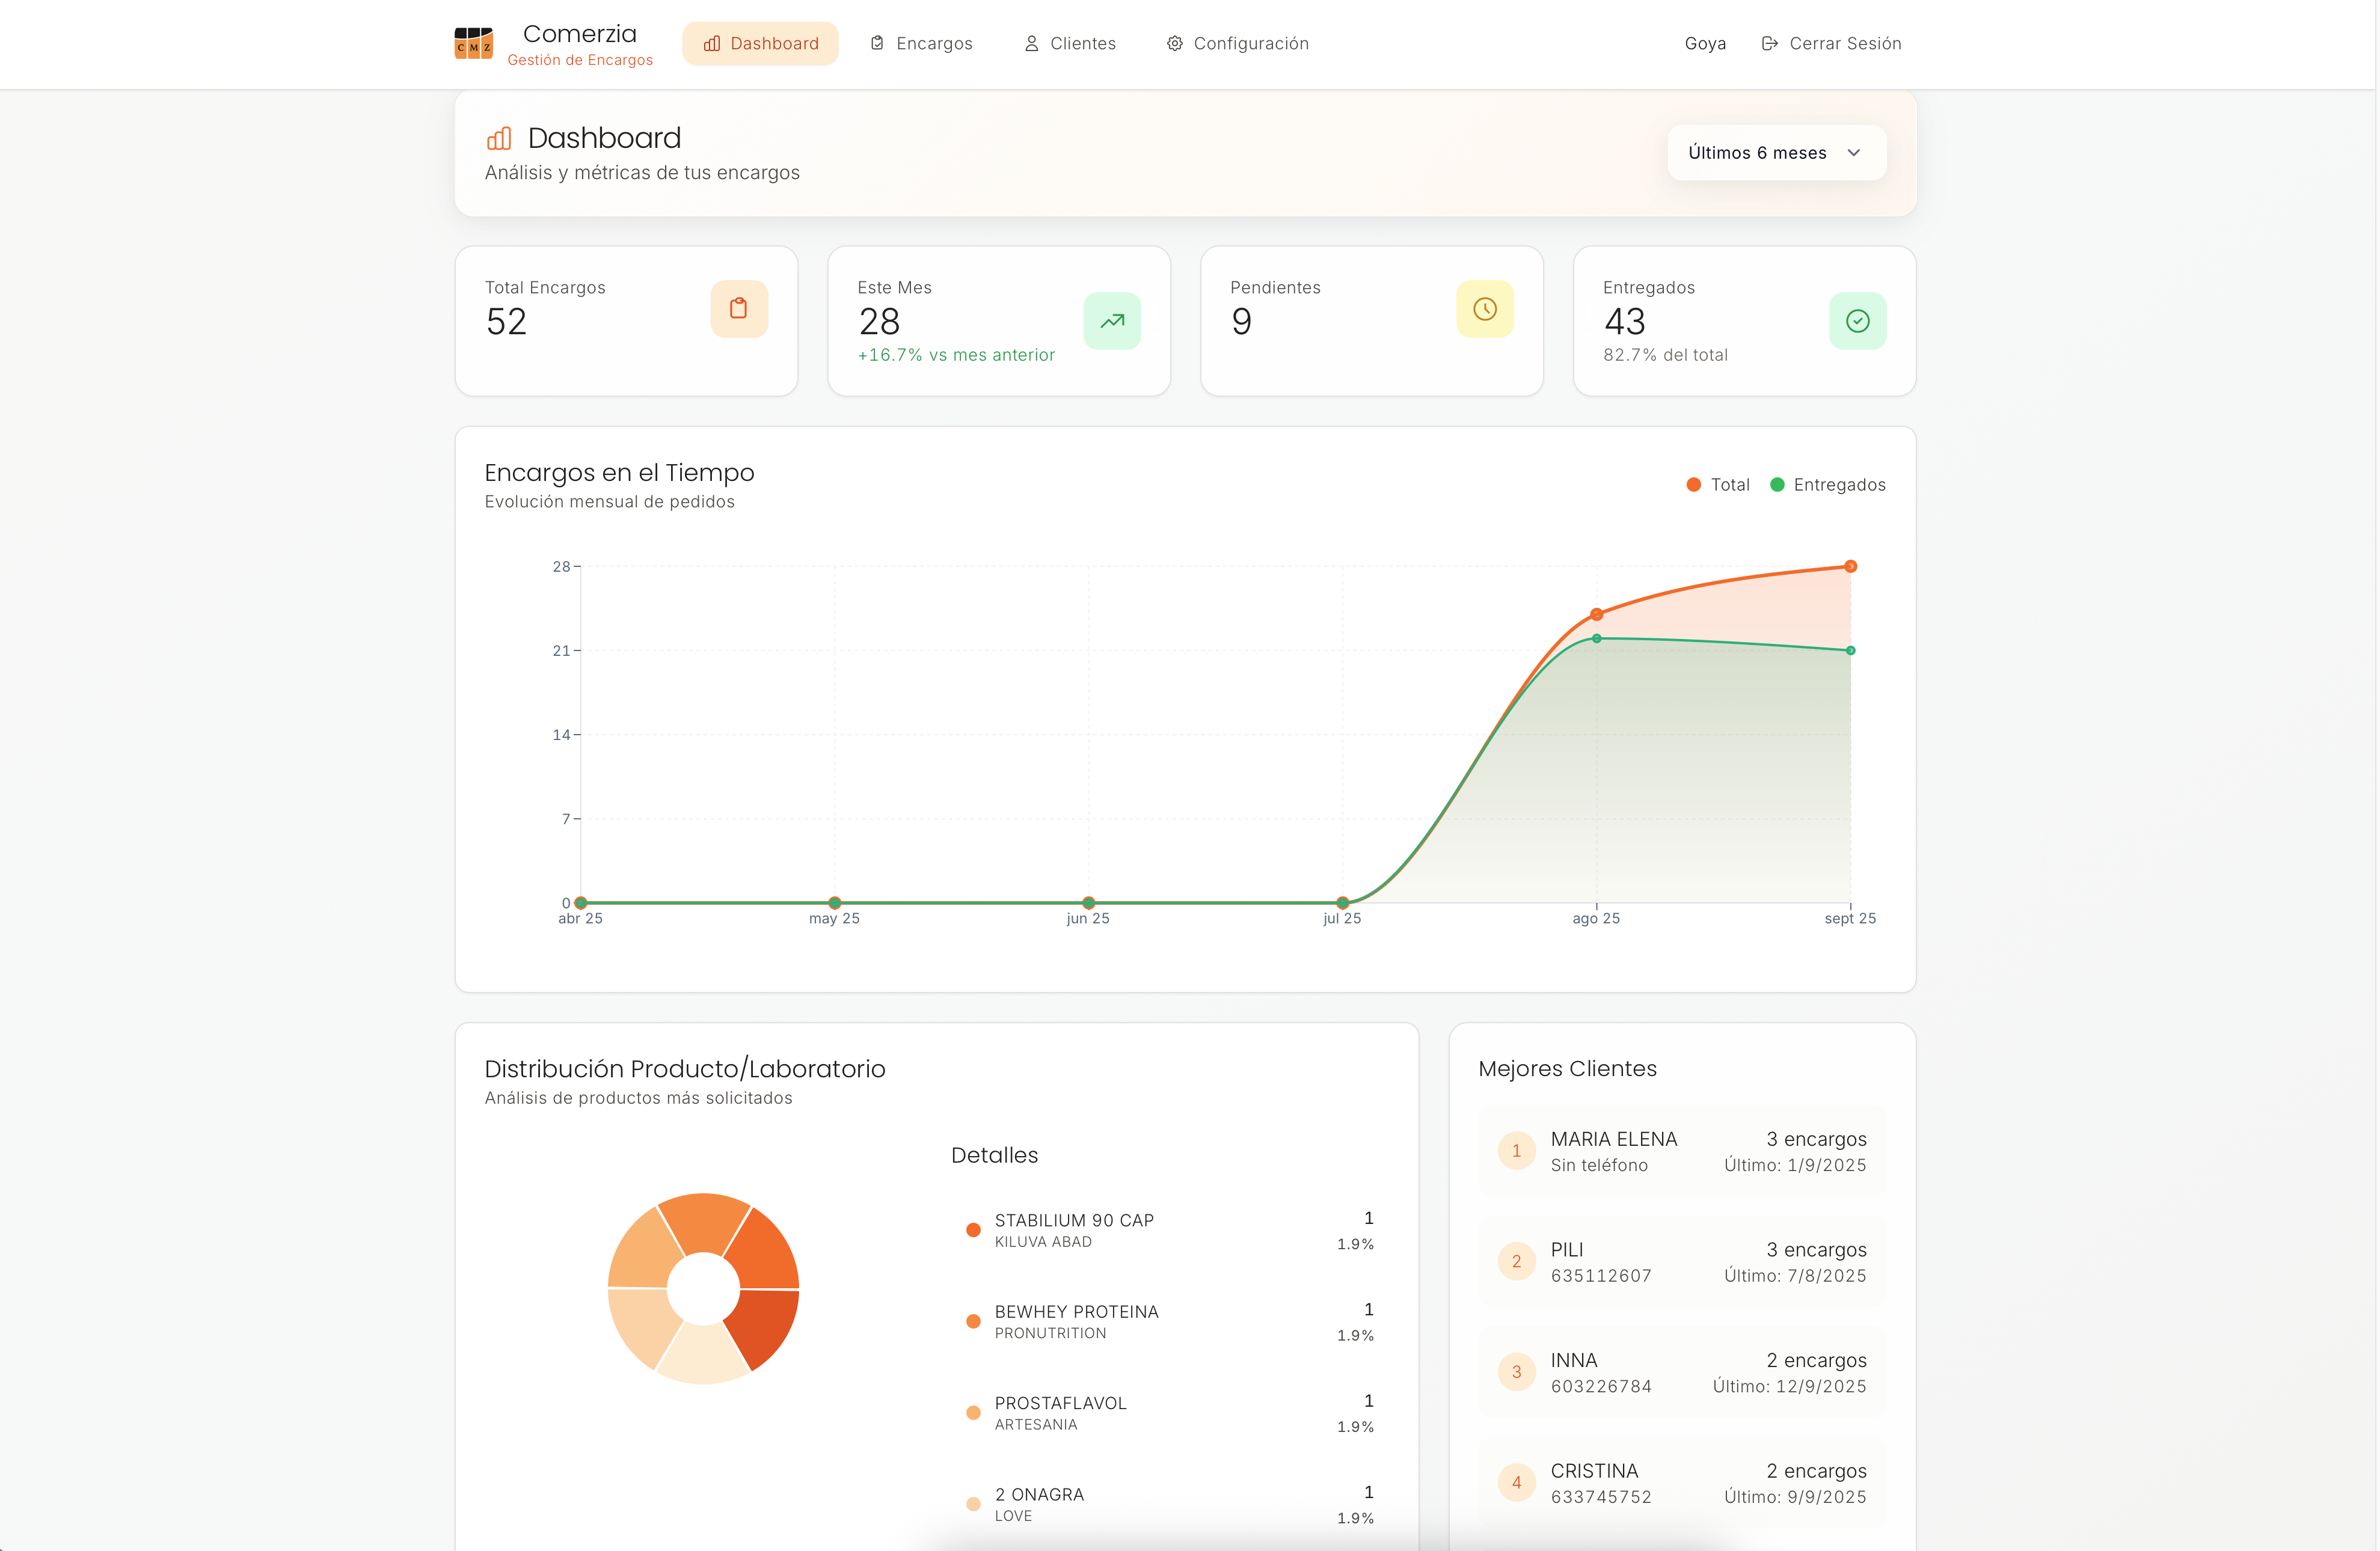 CMZ
Comerzia
Gestión de Encargos
Dashboard
Encargos
Clientes
Configuración
Goya
Cerrar Sesión
Dashboard
Análisis y métricas de tus encargos
Últimos 6 meses
Total Encargos
52
Este Mes
28
+16.7% vs mes anterior
Pendientes
9
Entregados
43
82.7% del total
Encargos en el Tiempo
Evolución mensual de pedidos
Total
Entregados
28
21
14
7
0
abr 25
may 25
jun 25
jul 25
ago 25
sept 25
Distribución Producto/Laboratorio
Análisis de productos más solicitados
Detalles
STABILIUM 90 CAP
KILUVA ABAD
1
1.9%
BEWHEY PROTEINA
PRONUTRITION
1
1.9%
PROSTAFLAVOL
ARTESANIA
1
1.9%
2 ONAGRA
LOVE
1
1.9%
Mejores Clientes
1
MARIA ELENA
Sin teléfono
3 encargos
Último: 1/9/2025
2
PILI
635112607
3 encargos
Último: 7/8/2025
3
INNA
603226784
2 encargos
Último: 12/9/2025
4
CRISTINA
633745752
2 encargos
Último: 9/9/2025